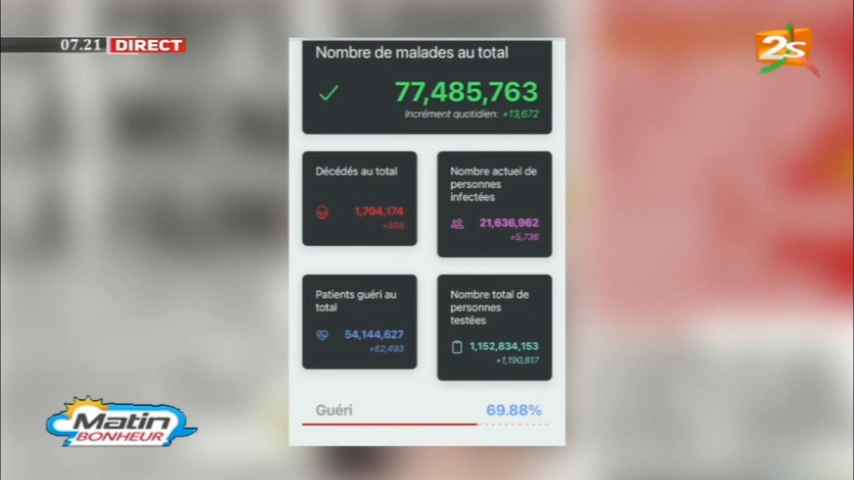 07.21 DIRECT
2s
Nombre de malades au total
77,485,763
Incrément quotidien: +13,672
Décédés au total
1,704,174
+505
Nombre actuel de
personnes
infectées
21,636,962
+5,736
Patients guéri au
total
54,144,627
+62,493
Nombre total de
personnes
testées
1,152,834,153
+1,190,817
Guéri 69.88%
Matin
BONHEUR